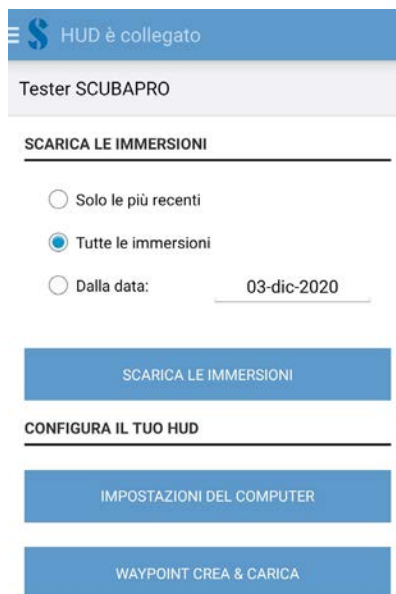 HUD è collegato
Tester SCUBAPRO
SCARICA LE IMMERSIONI
Solo le più recenti
Tutte le immersioni
Dalla data: 03-dic-2020
SCARICA LE IMMERSIONI
CONFIGURA IL TUO HUD
IMPOSTAZIONI DEL COMPUTER
WAYPOINT CREA & CARICA